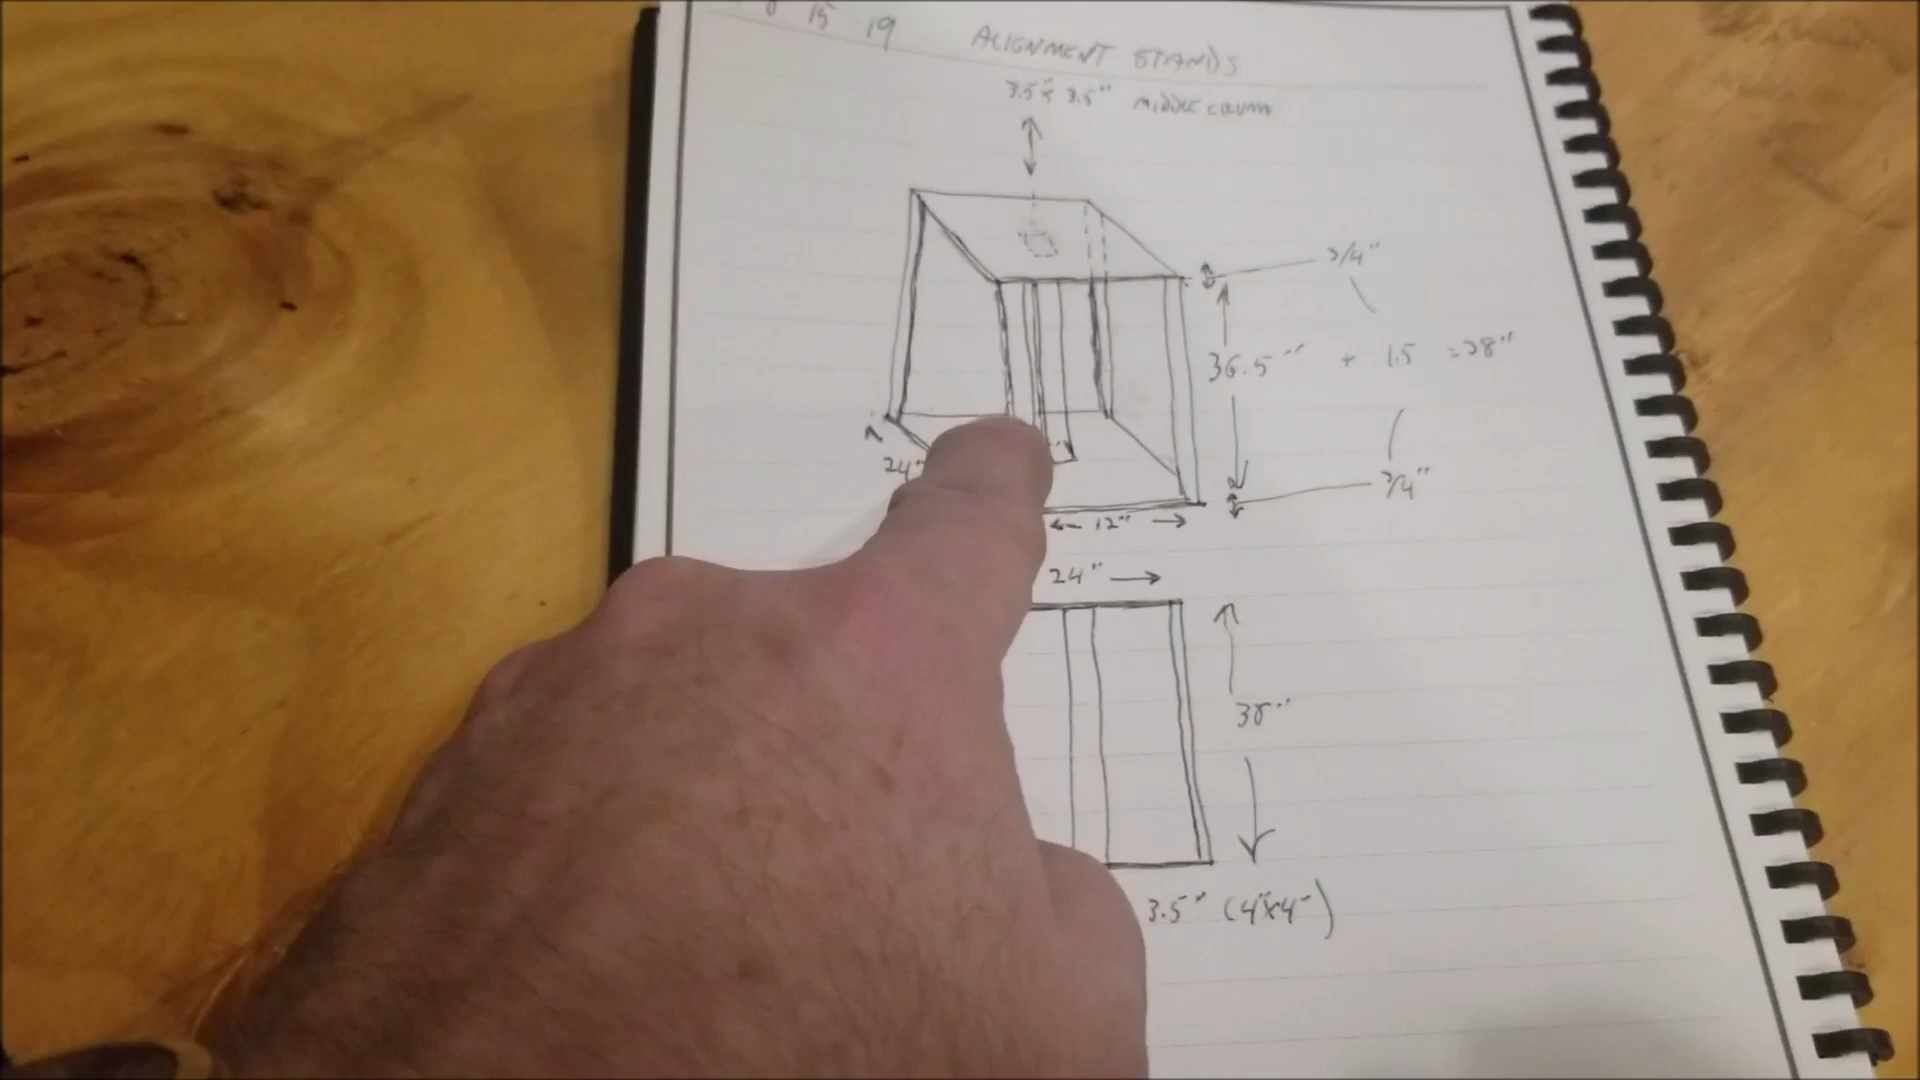 15 19 ALIGNMENT STANDS
3.5" x 3.5" middle column
3/4"
36.5" + 1.5 = 38"
24"
3/4"
12"
24"
38"
3.5" (4"x4")